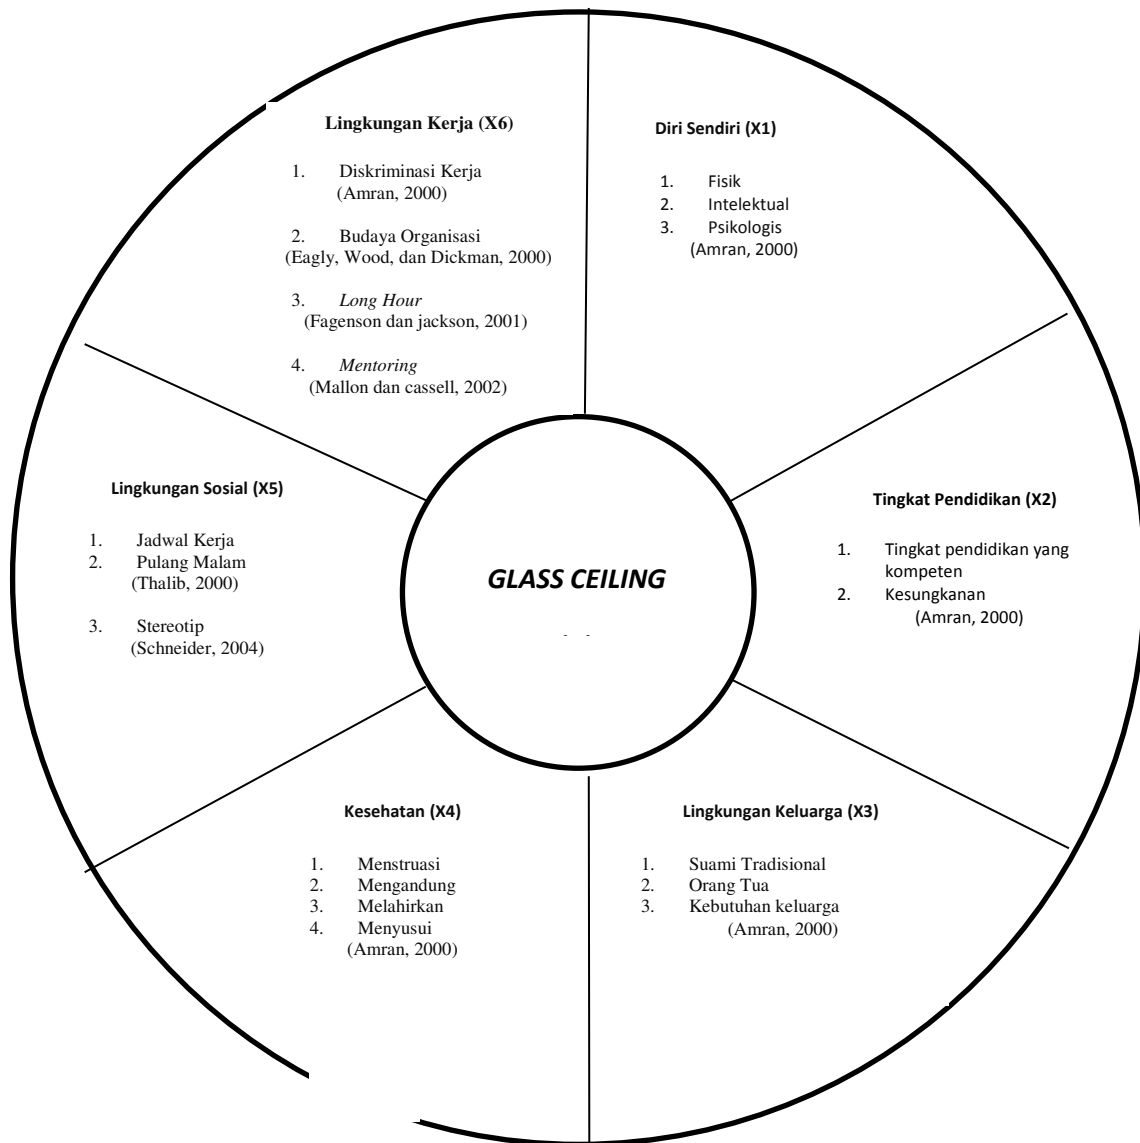 Lingkungan Kerja (X6)
1. Diskriminasi Kerja
(Amran, 2000)
2. Budaya Organisasi
(Eagly, Wood, dan Dickman, 2000)
3. Long Hour
(Fagenson dan jackson, 2001)
4. Mentoring
(Mallon dan cassell, 2002)
Diri Sendiri (X1)
1. Fisik
2. Intelektual
3. Psikologis
(Amran, 2000)
Lingkungan Sosial (X5)
1. Jadwal Kerja
2. Pulang Malam
(Thalib, 2000)
3. Stereotip
(Schneider, 2004)
GLASS CEILING
Tingkat Pendidikan (X2)
1. Tingkat pendidikan yang
kompeten
2. Kesungkanan
(Amran, 2000)
Kesehatan (X4)
1. Menstruasi
2. Mengandung
3. Melahirkan
4. Menyusui
(Amran, 2000)
Lingkungan Keluarga (X3)
1. Suami Tradisional
2. Orang Tua
3. Kebutuhan keluarga
(Amran, 2000)